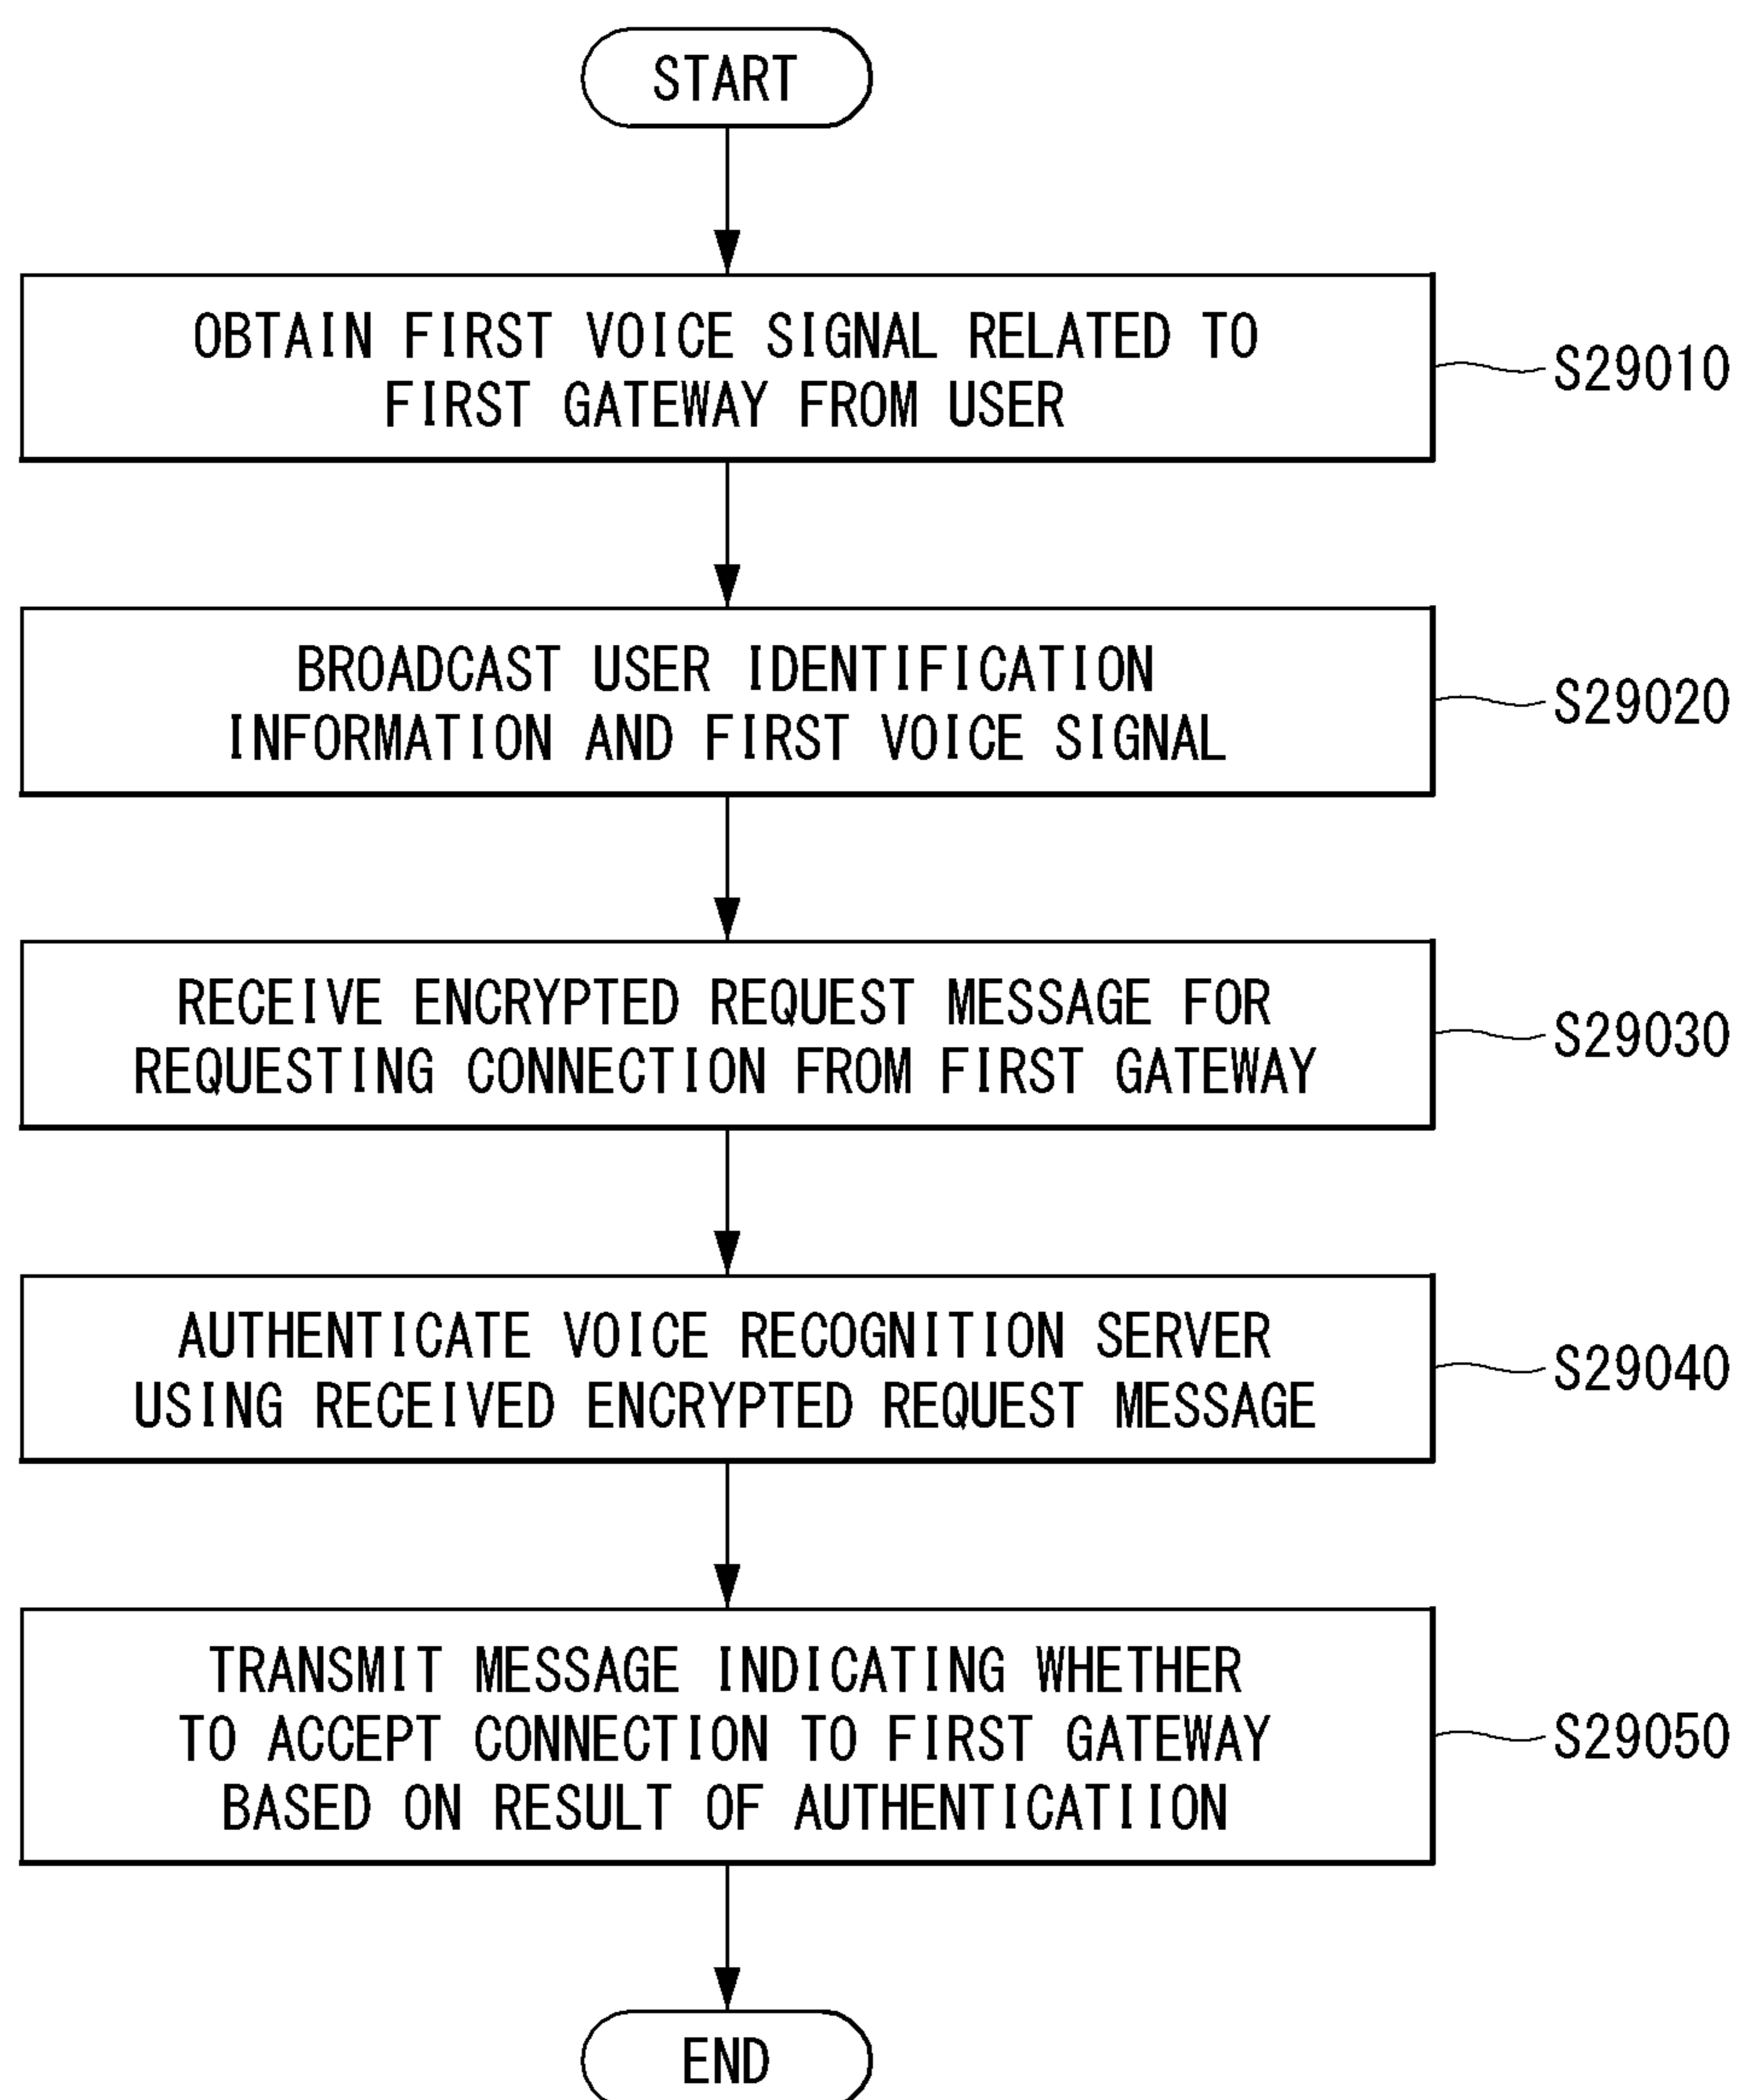 START
OBTAIN FIRST VOICE SIGNAL RELATED TO
FIRST GATEWAY FROM USER
S29010
BROADCAST USER IDENTIFICATION
INFORMATION AND FIRST VOICE SIGNAL
S29020
RECEIVE ENCRYPTED REQUEST MESSAGE FOR
REQUESTING CONNECTION FROM FIRST GATEWAY
S29030
AUTHENTICATE VOICE RECOGNITION SERVER
USING RECEIVED ENCRYPTED REQUEST MESSAGE
S29040
TRANSMIT MESSAGE INDICATING WHETHER
TO ACCEPT CONNECTION TO FIRST GATEWAY
BASED ON RESULT OF AUTHENTICATIION
S29050
END